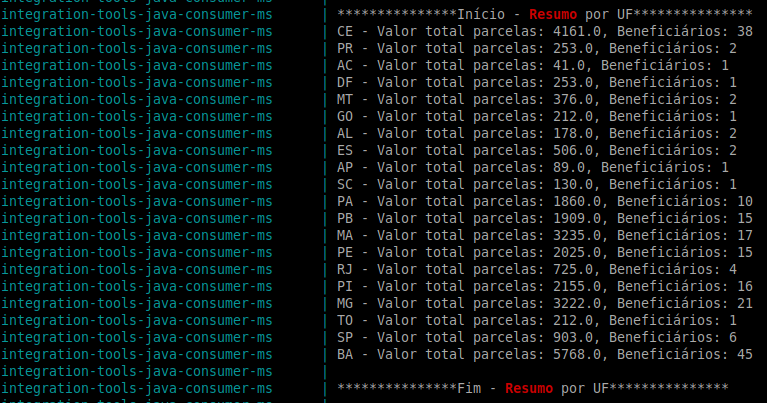 integration-tools-java-consumer-ms |
integration-tools-java-consumer-ms | ***************Início - Resumo por UF***************
integration-tools-java-consumer-ms | CE - Valor total parcelas: 4161.0, Beneficiários: 38
integration-tools-java-consumer-ms | PR - Valor total parcelas: 253.0, Beneficiários: 2
integration-tools-java-consumer-ms | AC - Valor total parcelas: 41.0, Beneficiários: 1
integration-tools-java-consumer-ms | DF - Valor total parcelas: 253.0, Beneficiários: 1
integration-tools-java-consumer-ms | MT - Valor total parcelas: 376.0, Beneficiários: 2
integration-tools-java-consumer-ms | GO - Valor total parcelas: 212.0, Beneficiários: 1
integration-tools-java-consumer-ms | AL - Valor total parcelas: 178.0, Beneficiários: 2
integration-tools-java-consumer-ms | ES - Valor total parcelas: 506.0, Beneficiários: 2
integration-tools-java-consumer-ms | AP - Valor total parcelas: 89.0, Beneficiários: 1
integration-tools-java-consumer-ms | SC - Valor total parcelas: 130.0, Beneficiários: 1
integration-tools-java-consumer-ms | PA - Valor total parcelas: 1860.0, Beneficiários: 10
integration-tools-java-consumer-ms | PB - Valor total parcelas: 1909.0, Beneficiários: 15
integration-tools-java-consumer-ms | MA - Valor total parcelas: 3235.0, Beneficiários: 17
integration-tools-java-consumer-ms | PE - Valor total parcelas: 2025.0, Beneficiários: 15
integration-tools-java-consumer-ms | RJ - Valor total parcelas: 725.0, Beneficiários: 4
integration-tools-java-consumer-ms | PI - Valor total parcelas: 2155.0, Beneficiários: 16
integration-tools-java-consumer-ms | MG - Valor total parcelas: 3222.0, Beneficiários: 21
integration-tools-java-consumer-ms | TO - Valor total parcelas: 212.0, Beneficiários: 1
integration-tools-java-consumer-ms | SP - Valor total parcelas: 903.0, Beneficiários: 6
integration-tools-java-consumer-ms | BA - Valor total parcelas: 5768.0, Beneficiários: 45
integration-tools-java-consumer-ms |
integration-tools-java-consumer-ms | ***************Fim - Resumo por UF***************
integration-tools-java-consumer-ms |